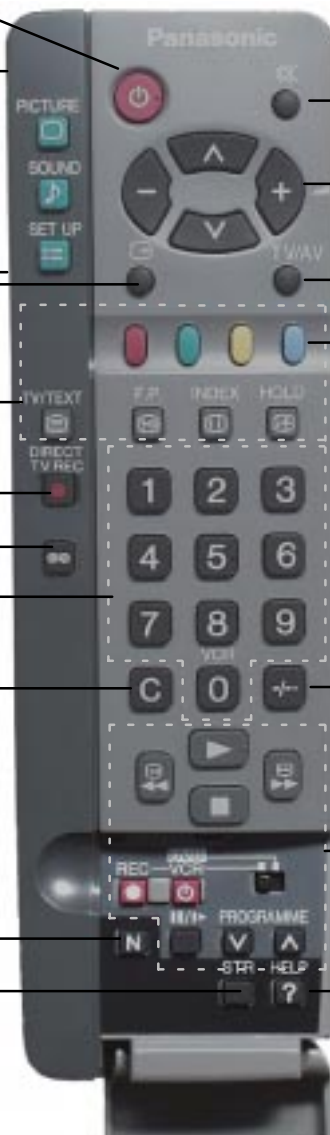 Panasonic
PICTURE
SOUND
SET UP
TV/AV
TV/TEXT
F.P.
INDEX
HOLD
DIRECT
TV REC
1 2 3
4 5 6
7 8 9
VCR
C 0 -/--
REC VCR
PROGRAMME
N
STR HELP
?